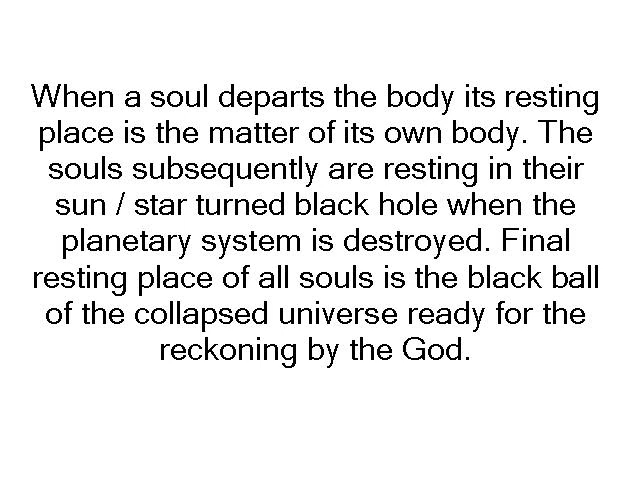 When a soul departs the body its resting
place is the matter of its own body. The
souls subsequently are resting in their
sun / star turned black hole when the
planetary system is destroyed. Final
resting place of all souls is the black ball
of the collapsed universe ready for the
reckoning by the God.